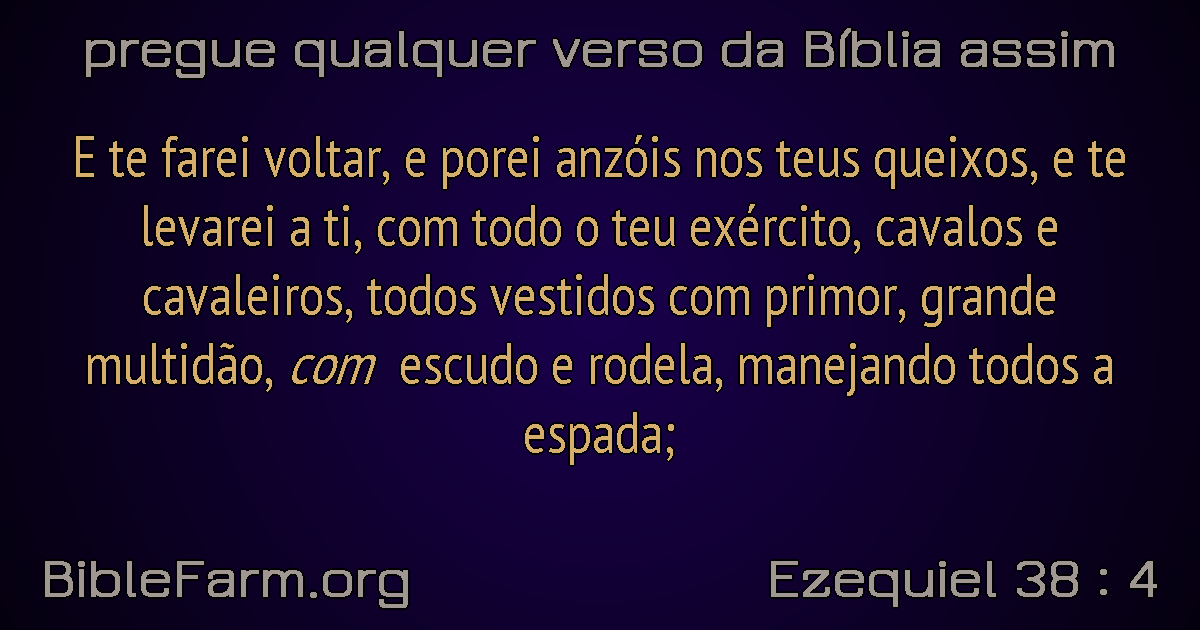 pregue qualquer verso da Bíblia assim
E te farei voltar, e porei anzóis nos teus queixos, e te
levarei a ti, com todo o teu exército, cavalos e
cavaleiros, todos vestidos com primor, grande
multidão, com escudo e rodela, manejando todos a
espada;
BibleFarm.org
Ezequiel 38 : 4